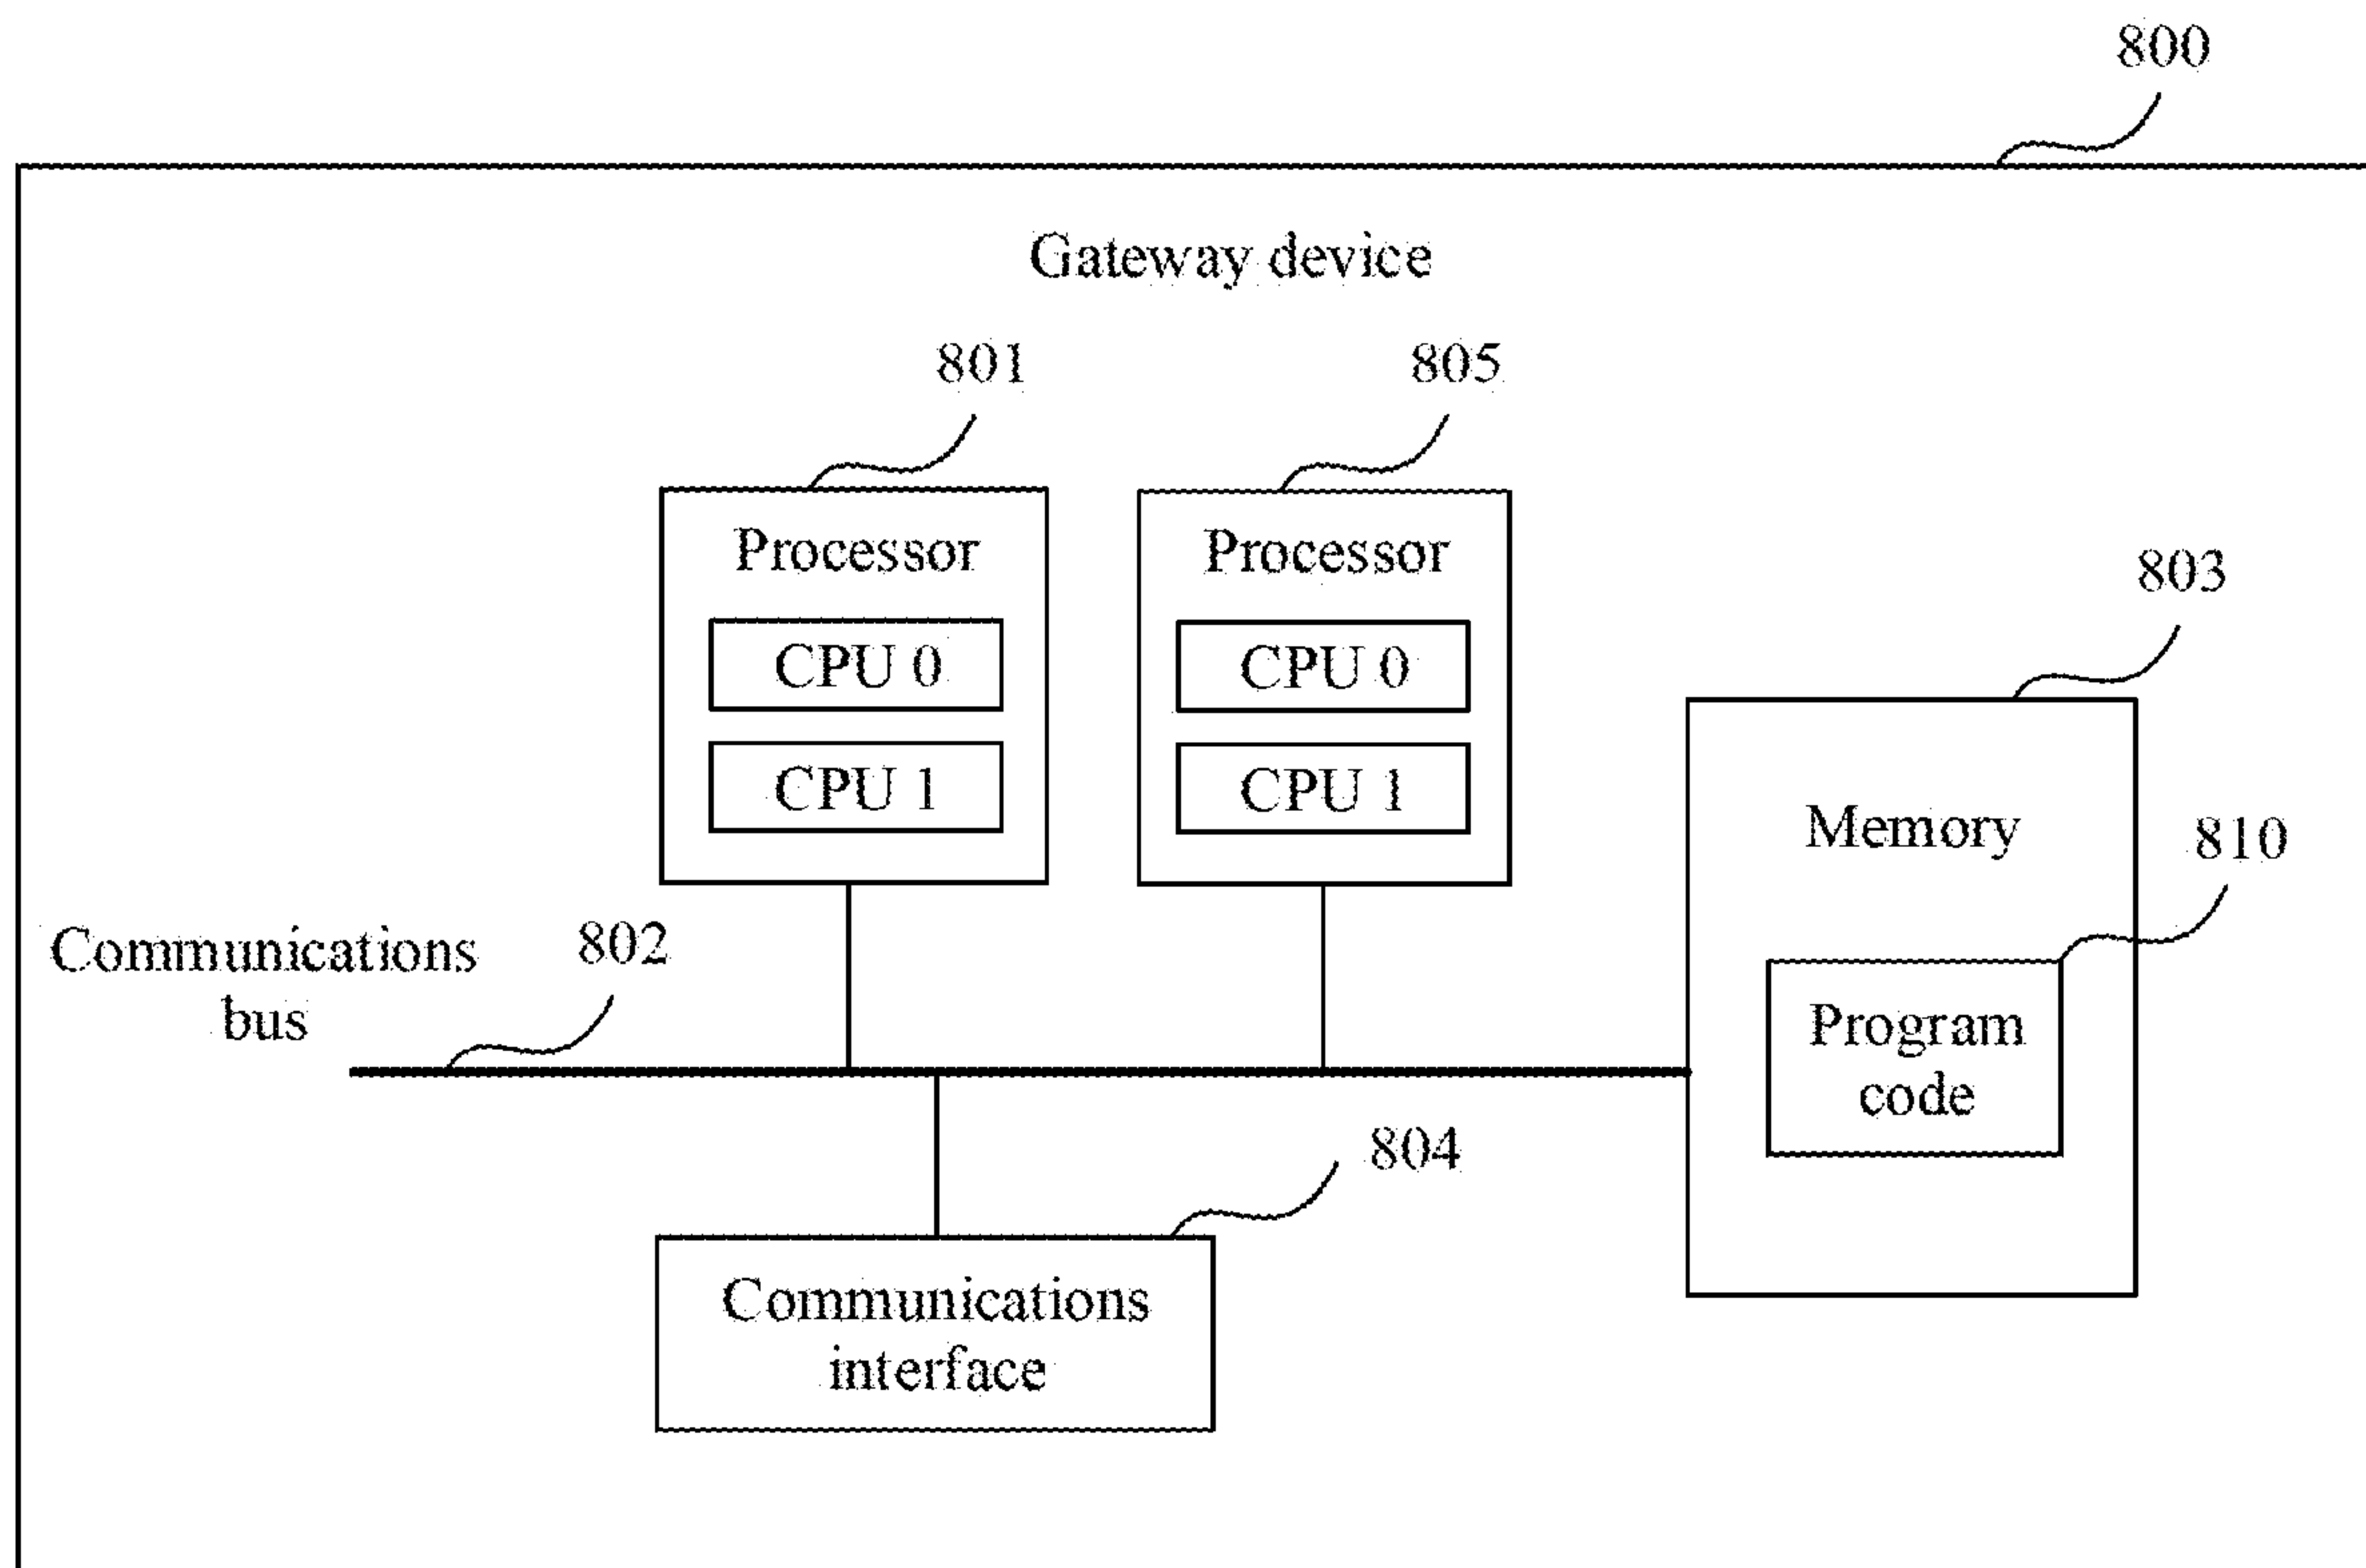 800
Gateway device
801
805
Processor
Processor
803
CPU 0
CPU 0
CPU 1
CPU 1
Memory
810
Communications
bus
802
Program
code
804
Communications
interface